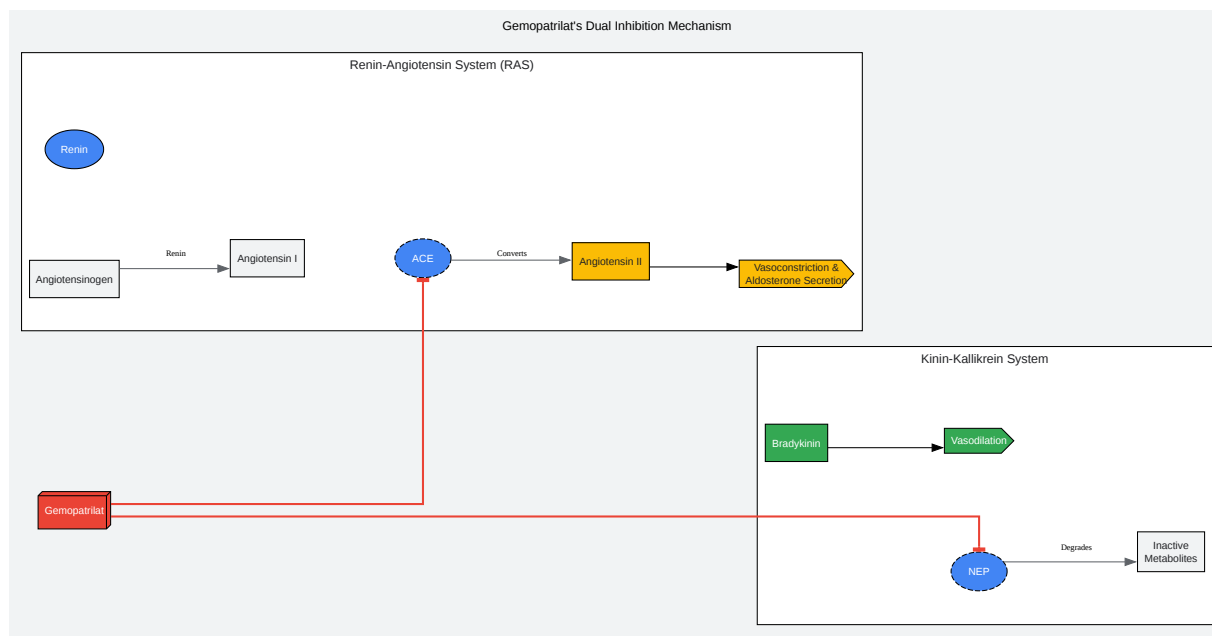 Gemopatrilat's Dual Inhibition Mechanism
Renin-Angiotensin System (RAS)
Renin
Angiotensinogen
Renin
Angiotensin I
ACE
Converts
Angiotensin II
Vasoconstriction &
Aldosterone Secretion
Kinin-Kallikrein System
Bradykinin
Vasodilation
Gemopatrilat
NEP
Degrades
Inactive
Metabolites